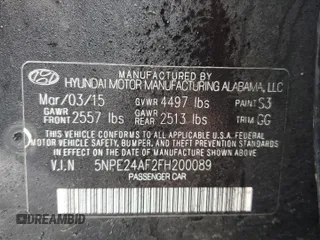 MANUFACTURED BY
HYUNDAI MOTOR MANUFACTURING ALABAMA, LLC
Mar/03/15 GVWR 4497 lbs PAINT S3
GAWR FRONT 2557 lbs GAWR REAR 2513 lbs TRIM GG
THIS VEHICLE CONFORMS TO ALL APPLICABLE U.S.
FEDERAL MOTOR VEHICLE SAFETY, BUMPER, AND THEFT
PREVENTION STANDARDS IN EFFECT ON THE DATE OF
MANUFACTURE SHOWN ABOVE.
V.I.N 5NPE24AF2FH200089
PASSENGER CAR
DREAMBID